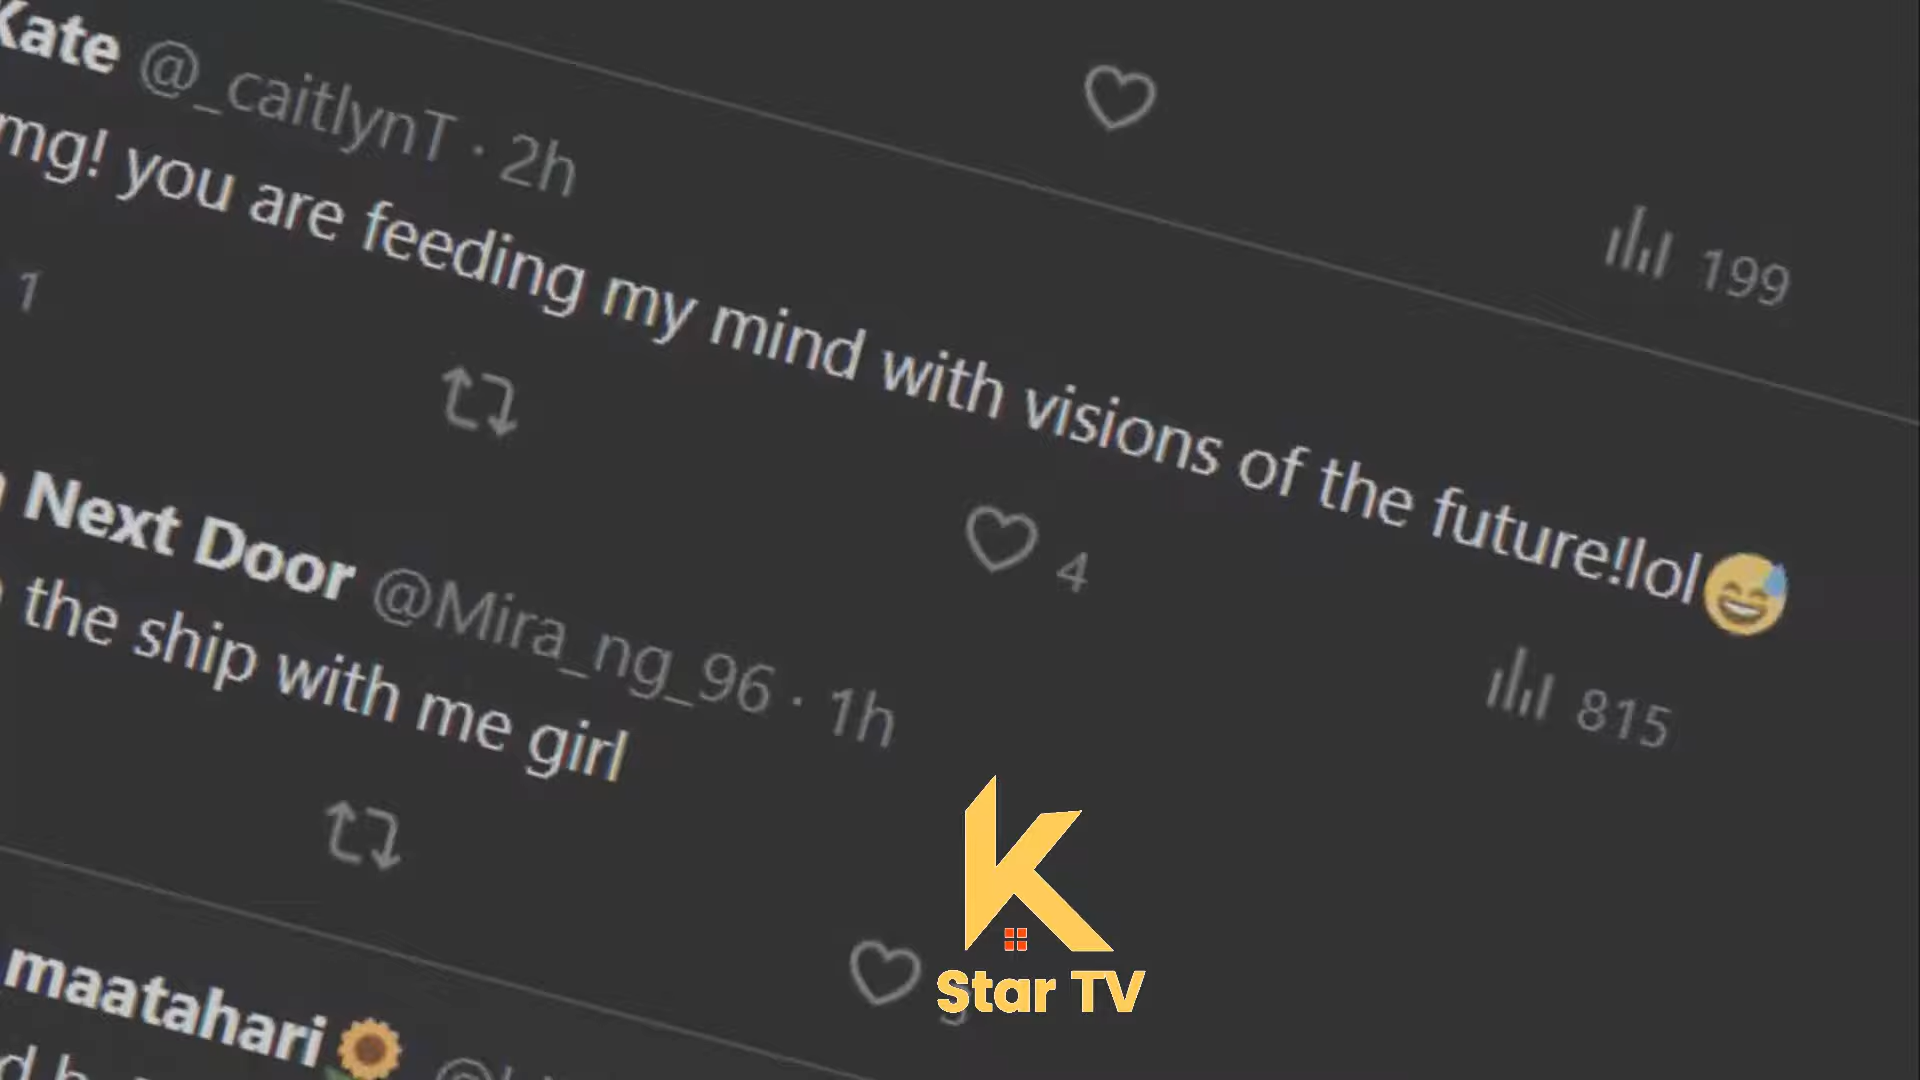 Kate @_caitlynT · 2h
199
mg! you are feeding my mind with visions of the future!lol😅
1
4
815
Next Door @Mira_ng_96 · 1h
the ship with me girl
K
Star TV
maatahari🌻